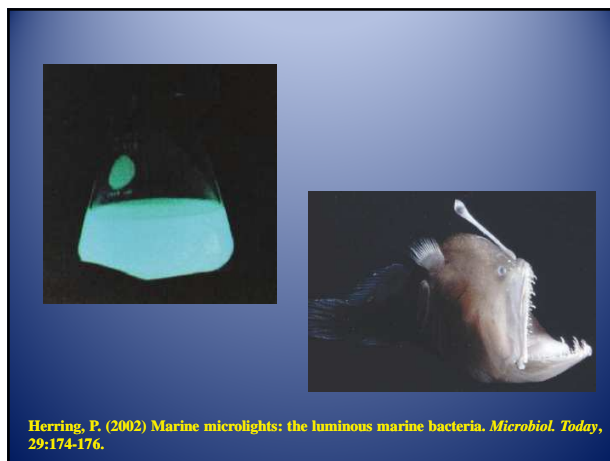 Herring, P. (2002) Marine microlights: the luminous marine bacteria. Microbiol. Today,
29:174-176.